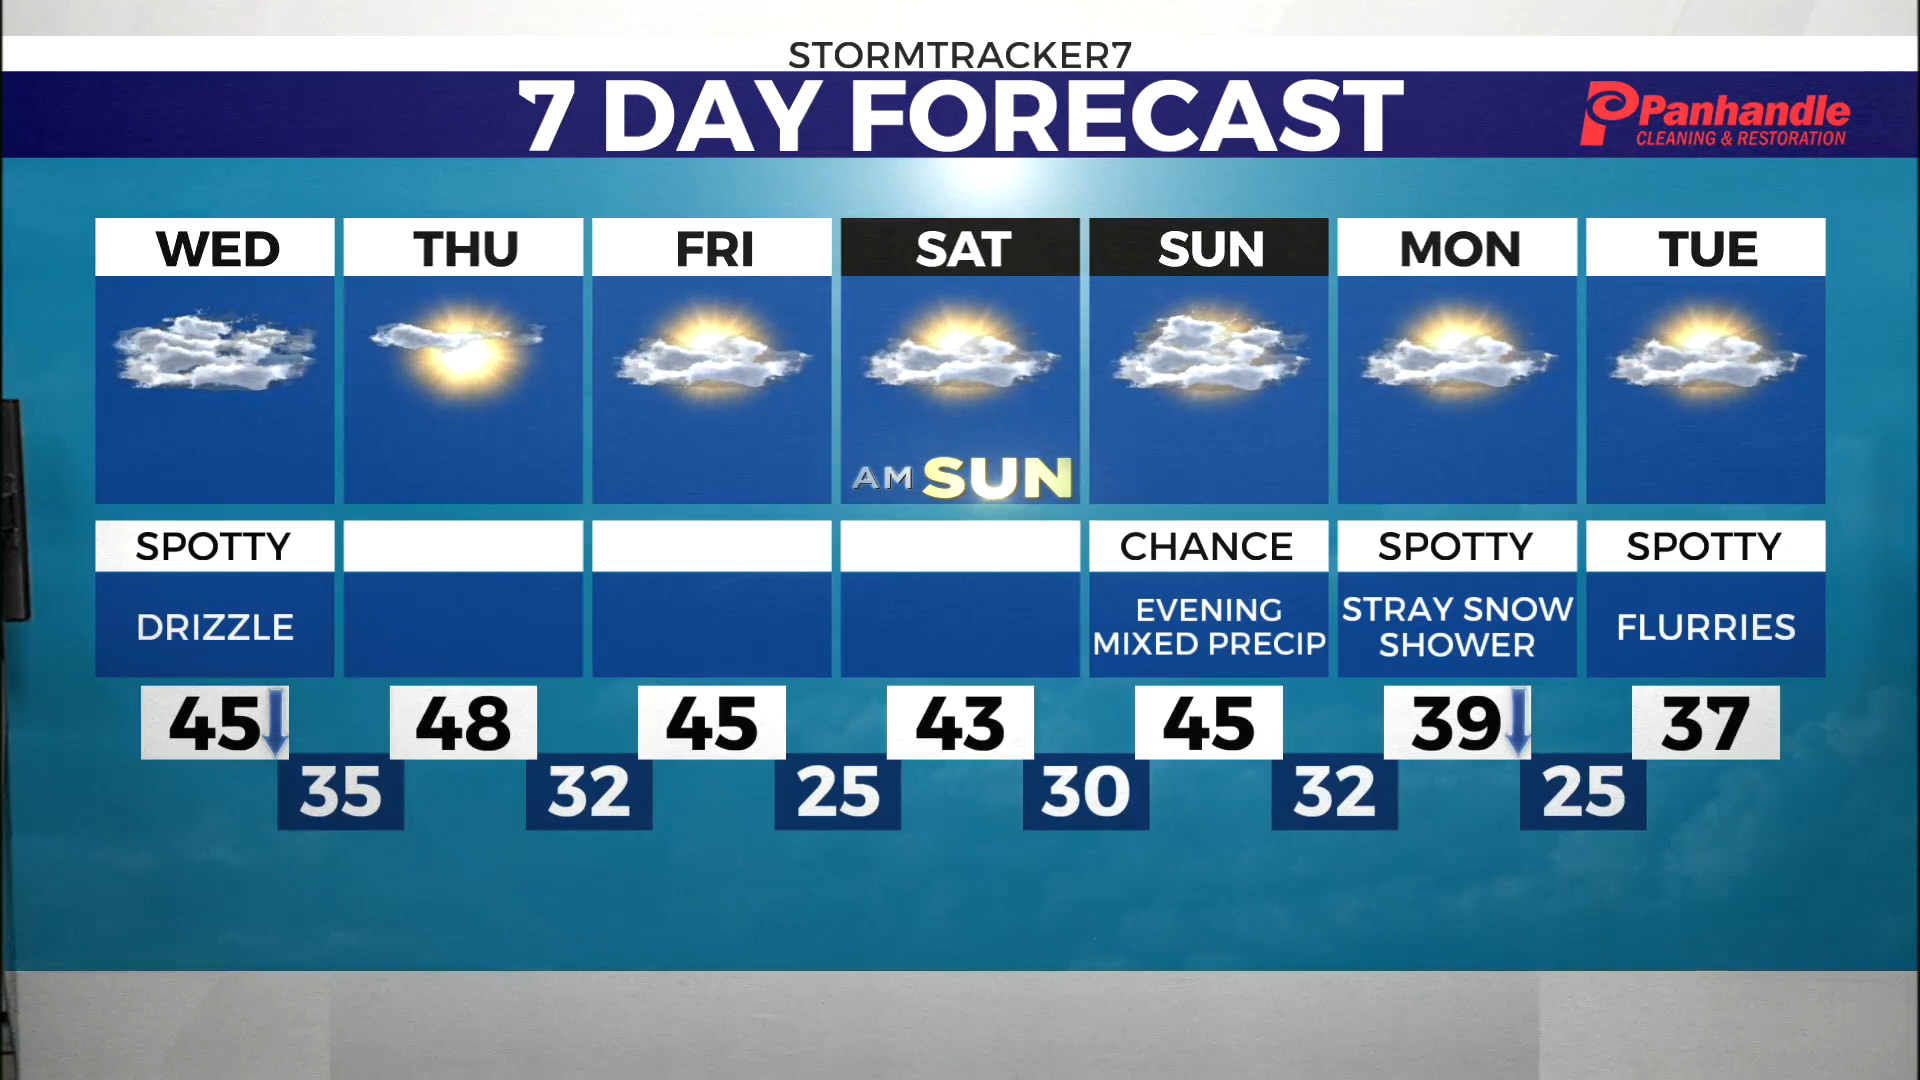 STORMTRACKER7
7 DAY FORECAST
Panhandle
CLEANING & RESTORATION
WED
THU
FRI
SAT
SUN
MON
TUE
AM SUN
SPOTTY
CHANCE
SPOTTY
SPOTTY
DRIZZLE
EVENING
MIXED PRECIP
STRAY SNOW
SHOWER
FLURRIES
45
48
45
43
45
39
37
35
32
25
30
32
25